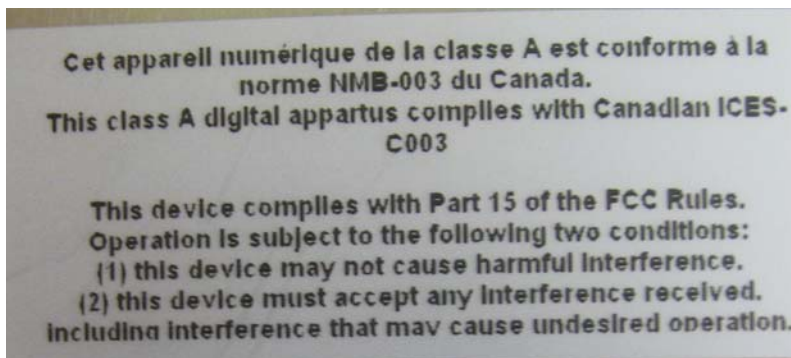 Cet appareil numérique de la classe A est conforme à la
norme NMB-003 du Canada.
This class A digital appartus complies with Canadian ICES-
C003
This device complies with Part 15 of the FCC Rules.
Operation is subject to the following two conditions:
(1) this device may not cause harmful interference.
(2) this device must accept any interference received.
including interference that may cause undesired operation.